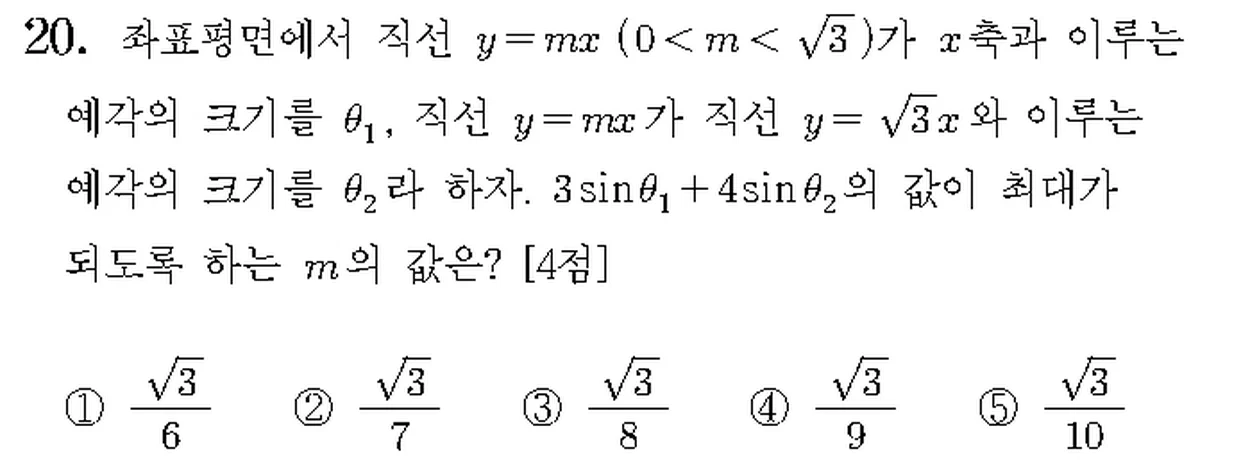 20. 좌표평면에서 직선 y=mx (0<m<√3)가 x축과 이루는
예각의 크기를 θ₁, 직선 y=mx가 직선 y=√3x와 이루는
예각의 크기를 θ₂라 하자. 3sinθ₁+4sinθ₂의 값이 최대가
되도록 하는 m의 값은? [4점]
① √3/6 ② √3/7 ③ √3/8 ④ √3/9 ⑤ √3/10